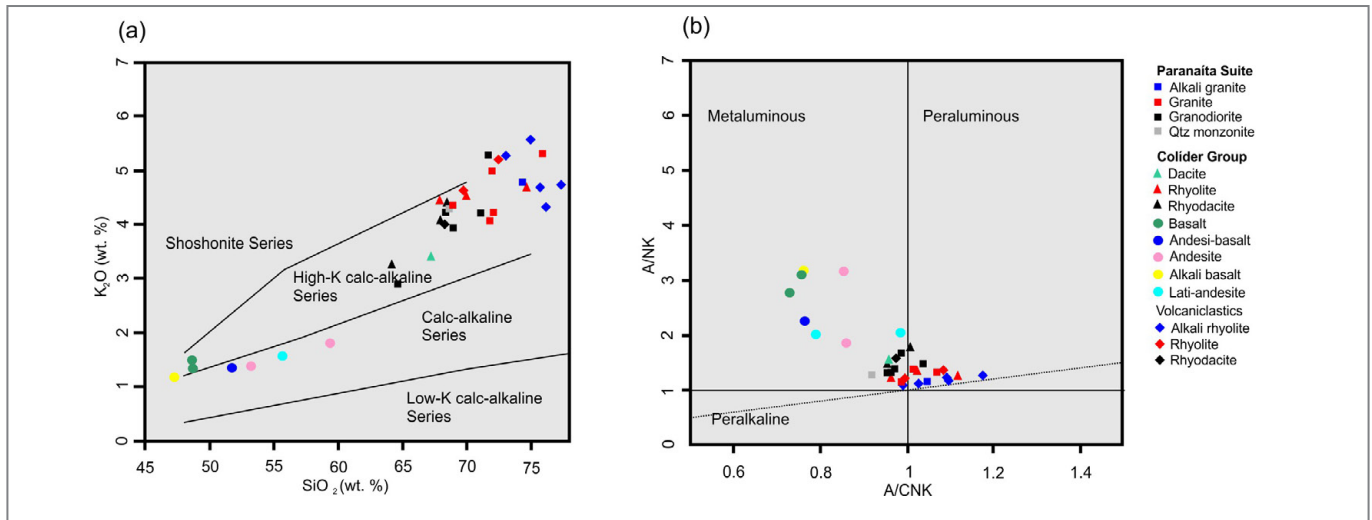 (a)
7
6
5
4
3
2
1
0
K2O (wt. %)
Shoshonite Series
High-K calc-alkaline
Series
Calc-alkaline
Series
Low-K calc-alkaline
Series
45
50
55
60
65
70
75
SiO2 (wt. %)
(b)
7
6
5
4
3
2
1
0
A/NK
Metaluminous
Peraluminous
Peralkaline
0.6
0.8
1
1.2
1.4
A/CNK
Paranaíta Suite
Alkali granite
Granite
Granodiorite
Qtz monzonite
Colider Group
Dacite
Rhyolite
Rhyodacite
Basalt
Andesi-basalt
Andesite
Alkali basalt
Lati-andesite
Volcaniclastics
Alkali rhyolite
Rhyolite
Rhyodacite